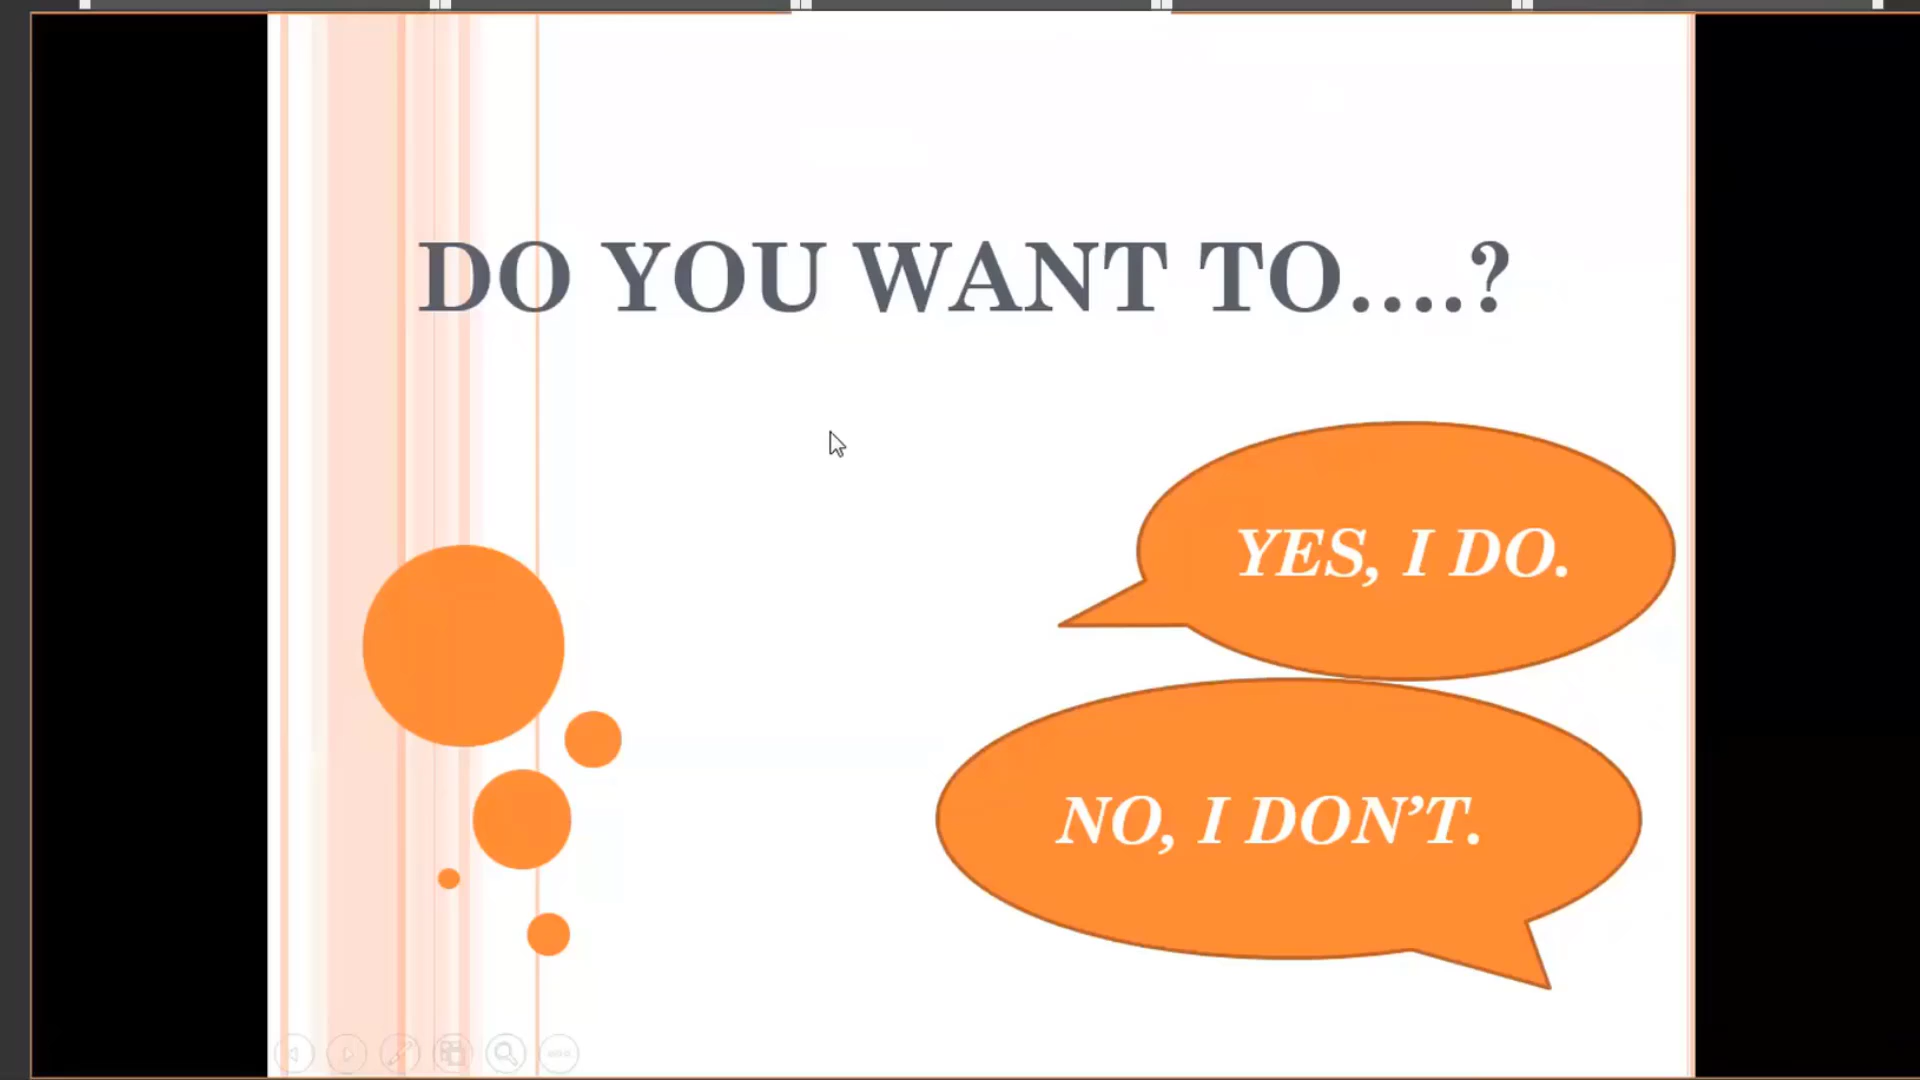 DO YOU WANT TO....?
YES, I DO.
NO, I DON’T.